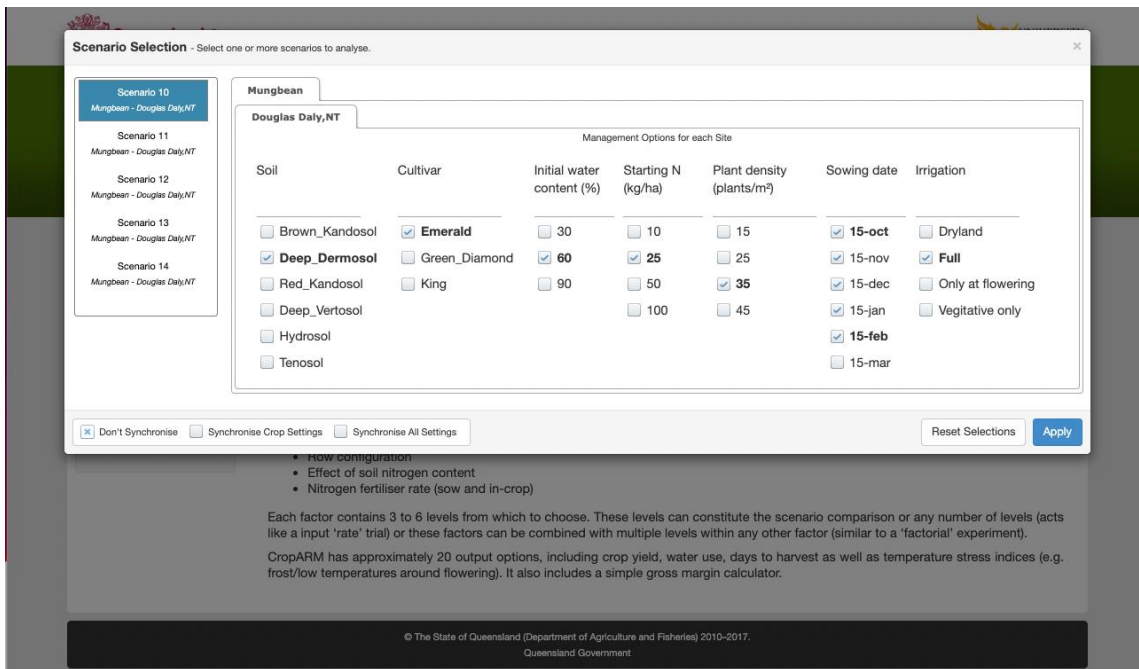 Scenario Selection - Select one or more scenarios to analyse.
×
Scenario 10
Mungbean - Douglas Daly,NT
Scenario 11
Mungbean - Douglas Daly,NT
Scenario 12
Mungbean - Douglas Daly,NT
Scenario 13
Mungbean - Douglas Daly,NT
Scenario 14
Mungbean - Douglas Daly,NT
Mungbean
Douglas Daly,NT
Management Options for each Site
Soil
Brown_Kandosol
Deep_Dermosol
Red_Kandosol
Deep_Vertosol
Hydrosol
Tenosol
Cultivar
Emerald
Green_Diamond
King
Initial water
content (%)
30
60
90
Starting N
(kg/ha)
10
25
50
100
Plant density
(plants/m²)
15
25
35
45
Sowing date
15-oct
15-nov
15-dec
15-jan
15-feb
15-mar
Irrigation
Dryland
Full
Only at flowering
Vegitative only
Don't Synchronise Synchronise Crop Settings Synchronise All Settings
Reset Selections Apply
• Row configuration
• Effect of soil nitrogen content
• Nitrogen fertiliser rate (sow and in-crop)
Each factor contains 3 to 6 levels from which to choose. These levels can constitute the scenario comparison or any number of levels (acts
like a input 'rate' trial) or these factors can be combined with multiple levels within any other factor (similar to a 'factorial' experiment).
CropARM has approximately 20 output options, including crop yield, water use, days to harvest as well as temperature stress indices (e.g.
frost/low temperatures around flowering). It also includes a simple gross margin calculator.
© The State of Queensland (Department of Agriculture and Fisheries) 2010–2017.
Queensland Government